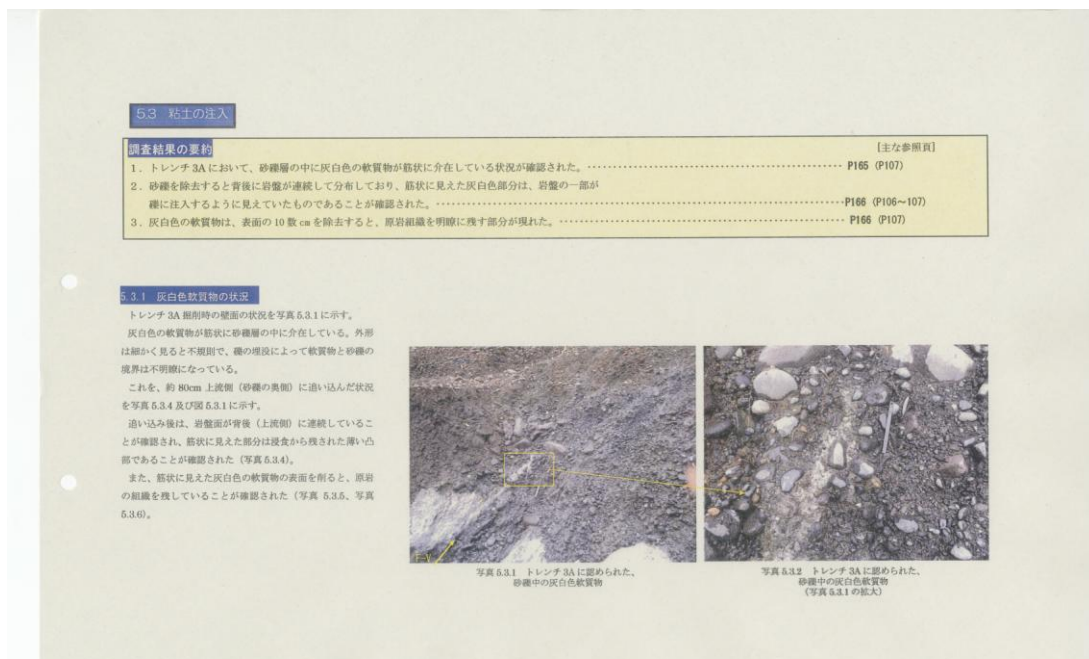 5.3 粘土の注入
調査結果の要約
[主な参照頁]
1．トレンチ 3A において、砂礫層の中に灰白色の軟質物が筋状に介在している状況が確認された。 P165 (P107)
2．砂礫を除去すると背後に岩盤が連続して分布しており、筋状に見えた灰白色部分は、岩盤の一部が
礫に注入するように見えていたものであることが確認された。 P166 (P106～107)
3．灰白色の軟質物は、表面の 10 数 cm を除去すると、原岩組織を明瞭に残す部分が現れた。 P166 (P107)
5.3.1 灰白色軟質物の状況
トレンチ 3A 掘削時の壁面の状況を写真 5.3.1 に示す。
灰白色の軟質物が筋状に砂礫層の中に介在している。外形
は細かく見ると不規則で、礫の埋没によって軟質物と砂礫の
境界は不明瞭になっている。
これを、約 80cm 上流側（砂礫の奥側）に追い込んだ状況
を写真 5.3.4 及び図 5.3.1 に示す。
追い込み後は、岩盤面が背後（上流側）に連続しているこ
とが確認され、筋状に見えた部分は浸食から残された薄い凸
部であることが確認された（写真 5.3.4）。
また、筋状に見えた灰白色の軟質物の表面を削ると、原岩
の組織を残していることが確認された（写真 5.3.5、写真
5.3.6）。
F-V
写真 5.3.1 トレンチ 3A に認められた、
砂礫中の灰白色軟質物
写真 5.3.2 トレンチ 3A に認められた、
砂礫中の灰白色軟質物
（写真 5.3.1 の拡大）